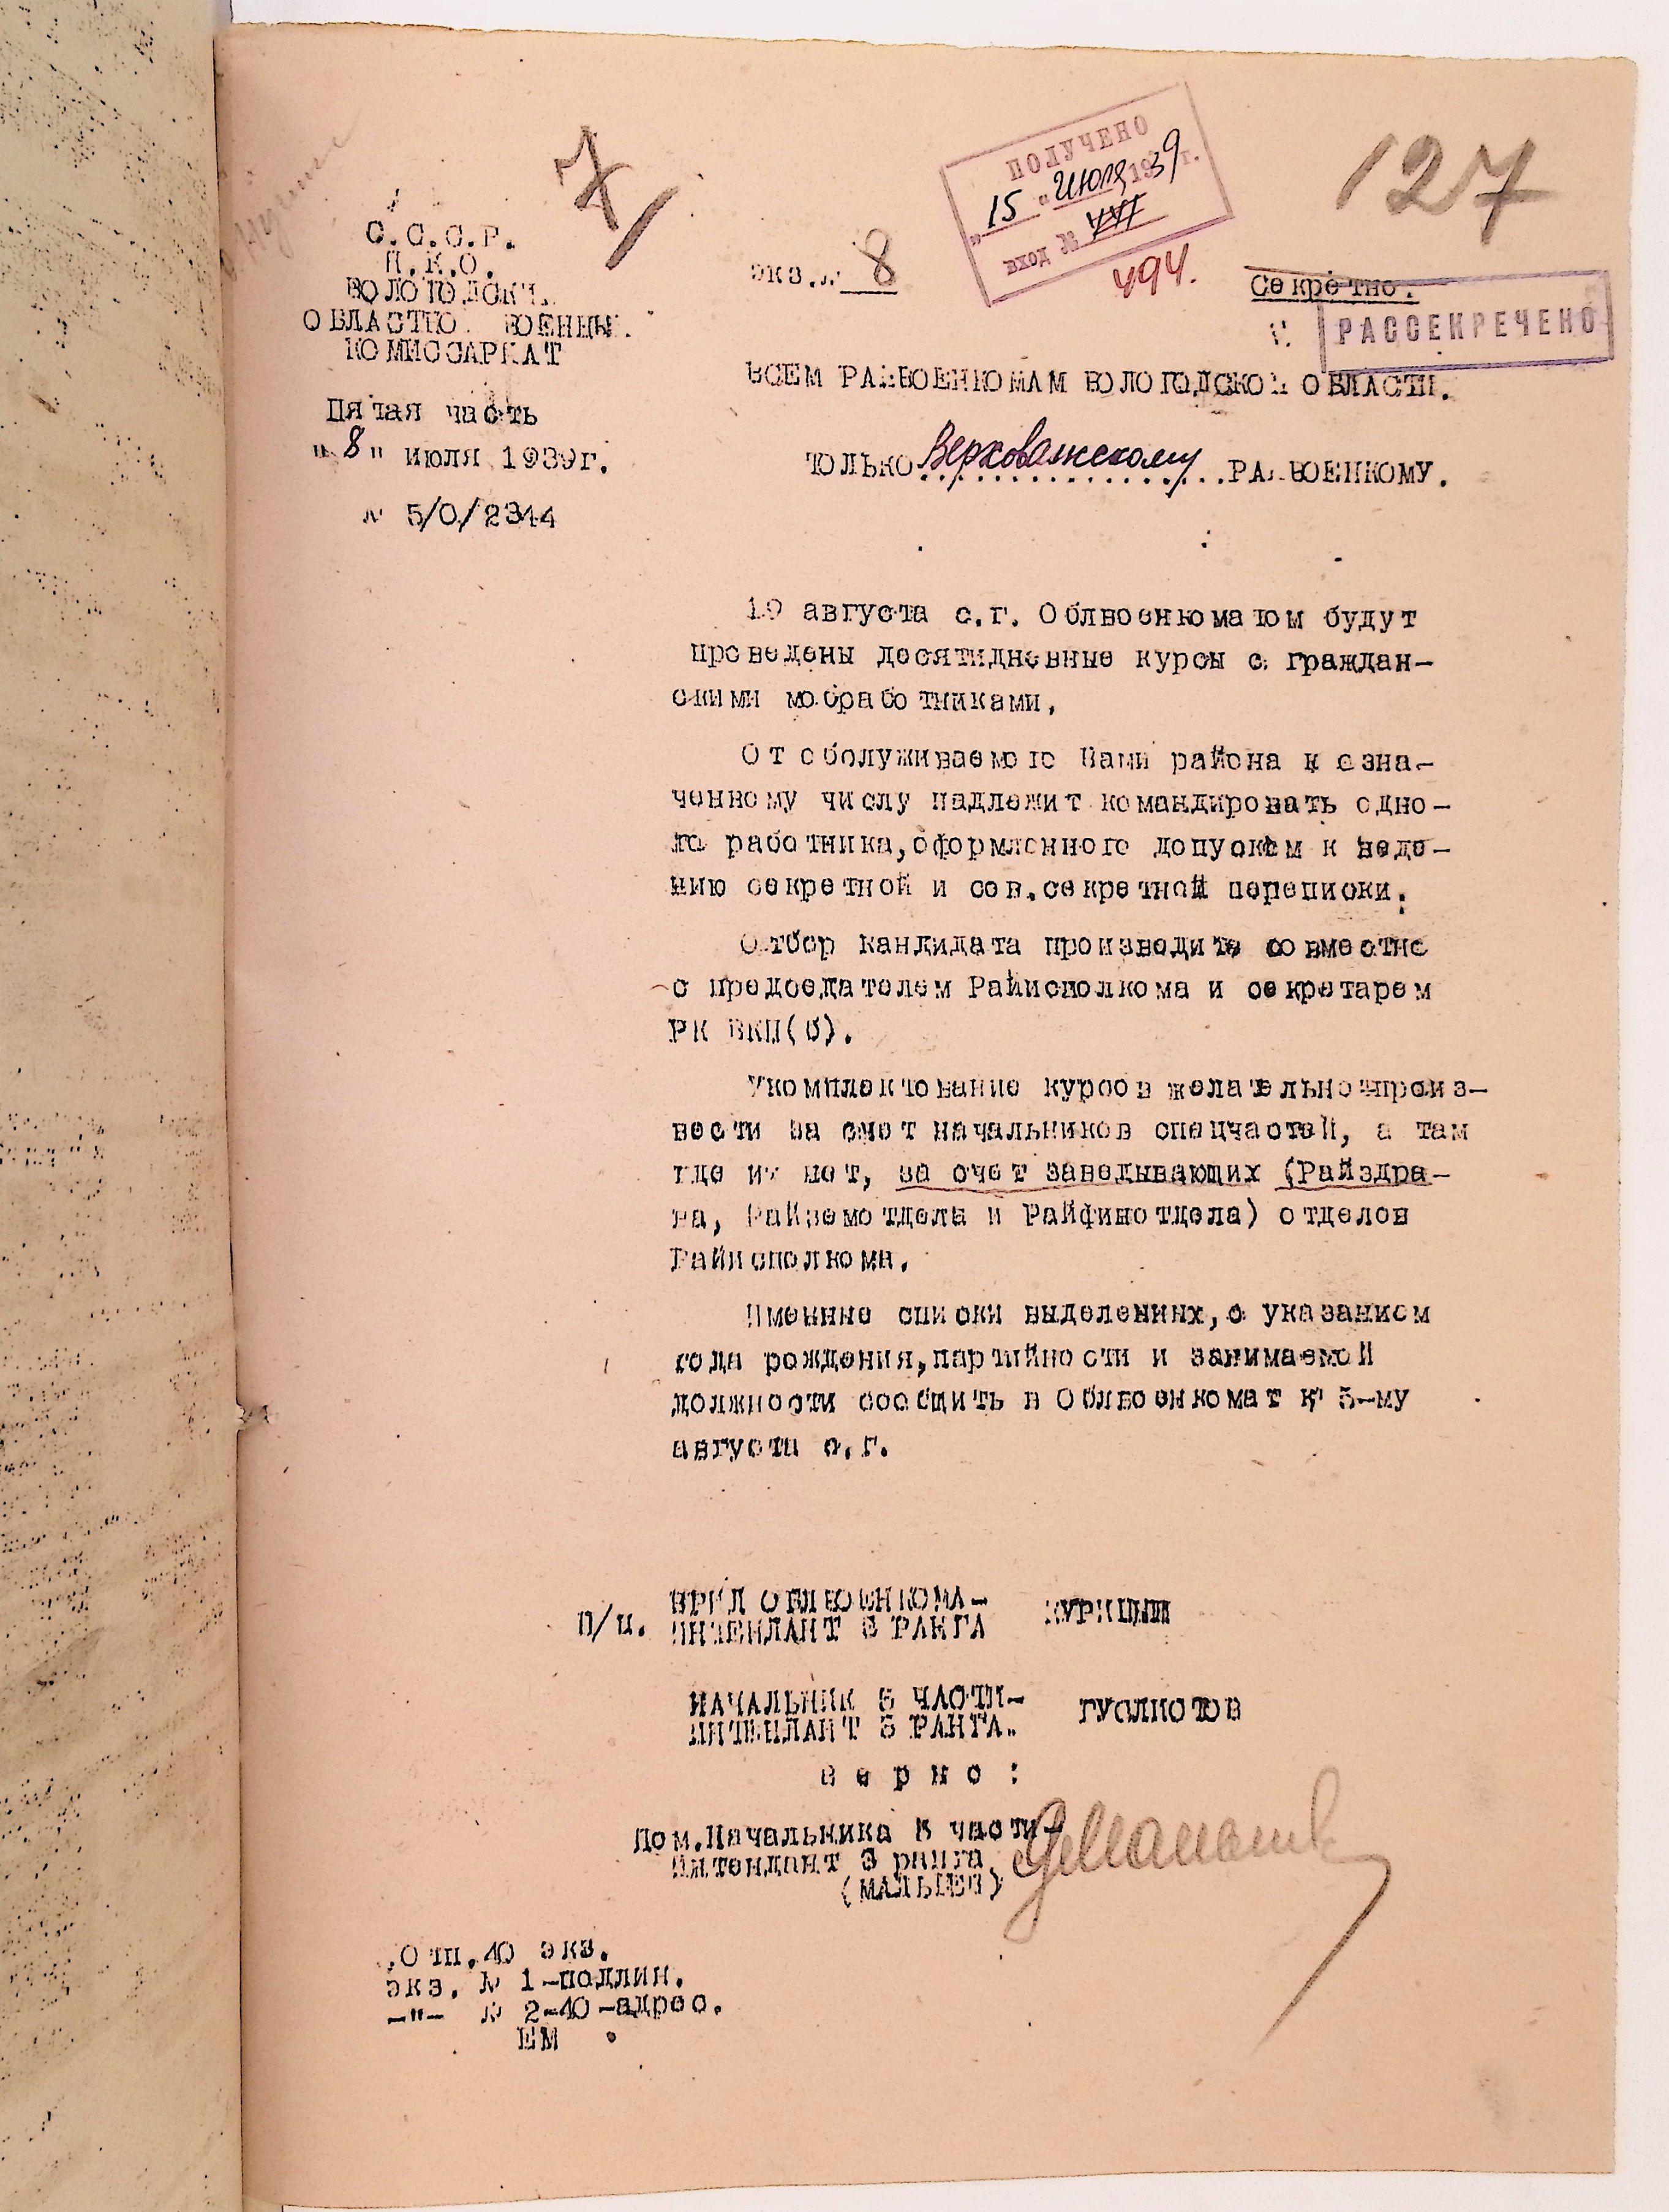 127
ПОЛУЧЕНО
"15" июля 1939 г.
вход №
494.
С.С.С.Р.
Н.К.О.
ВОЛОГОДСКИЙ
ОБЛАСТНО. ВОЕННЫ.
КОМИССАРИАТ
Пятая часть
"8" июля 1939г.
№ 5/0/2344
экз.№ 8
Секретно.
РАССЕКРЕЧЕНО
ВСЕМ РАЙВОЕНКОМАМ ВОЛОГОДСКОЙ ОБЛАСТИ.
ТОЛЬКО Верховажскому РАЙВОЕНКОМУ.
10 августа с.г. Облвоенкоматом будут
проведены десятидневные курсы с граждан-
скими мобработниками.
От обслуживаемого Вами района к озна-
ченному числу надлежит командировать одно-
го работника,оформленного допуском к веде-
нию секретной и сов.секретной переписки.
Отбор кандидата производите совместно
с председателем Райисполкома и секретарем
РК ВКП(б).
Укомплектование курсов желательно произ-
вести за счет начальников спецчастей, а там
где их нет, за счет заведывающих (Райздра-
ва, Райземотдела и Райфинотдела) отделов
Райисполкома.
Именные списки выделенных,с указанием
года рождения,партийности и занимаемой
должности сообщить в Облвоенкомат к 5-му
августа с.г.
п/п. ВРИД ОБЛВОЕНКОМА-
ИНТЕНДАНТ 3 РАНГА КУРИЦЫН
НАЧАЛЬНИК 5 ЧАСТИ-
ИНТЕНДАНТ 3 РАНГА. ГУСЛИСТОВ
В е р н о :
Пом.Начальника 5 части-
Интендант 3 ранга
(МАЛЫШЕВ)
Отп.40 экз.
экз. № 1-подлин.
-"- № 2-40-адрес.
ЕМ